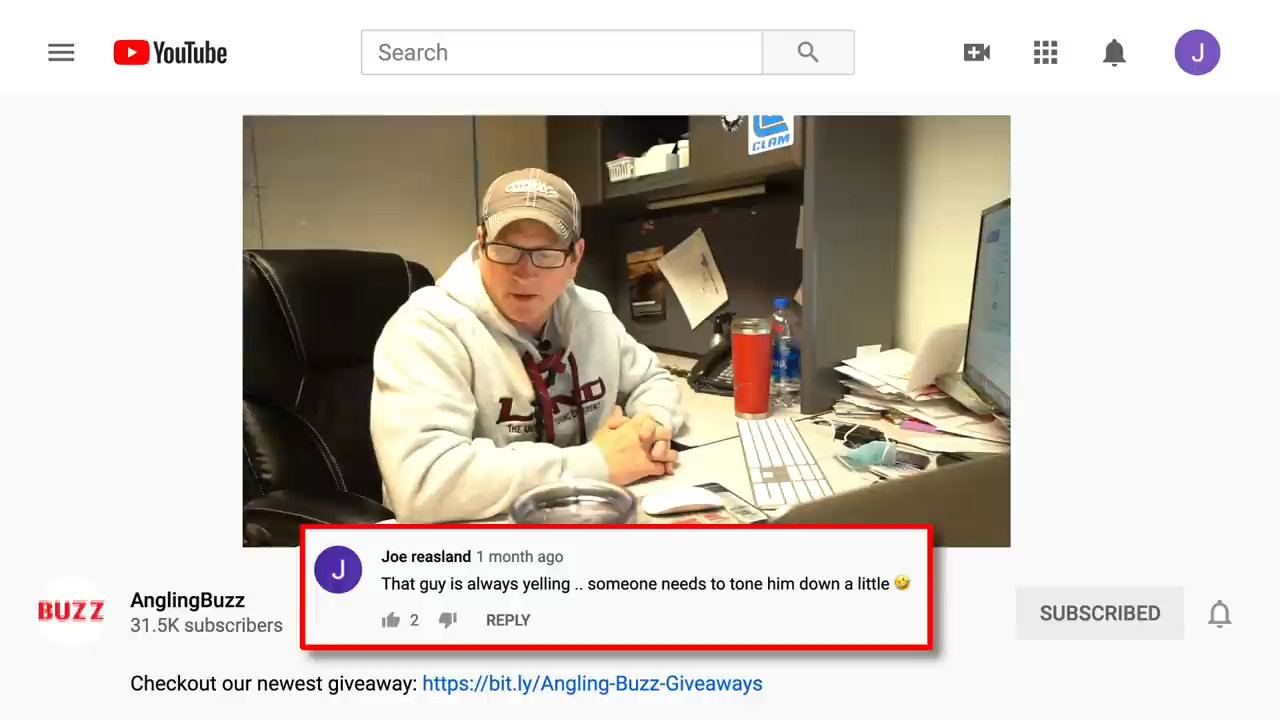 YouTube
Search
J
CLAM
LUND
BUZZ
AnglingBuzz
31.5K subscribers
J
Joe reasland 1 month ago
That guy is always yelling .. someone needs to tone him down a little 🤣
2
REPLY
SUBSCRIBED
Checkout our newest giveaway: https://bit.ly/Angling-Buzz-Giveaways